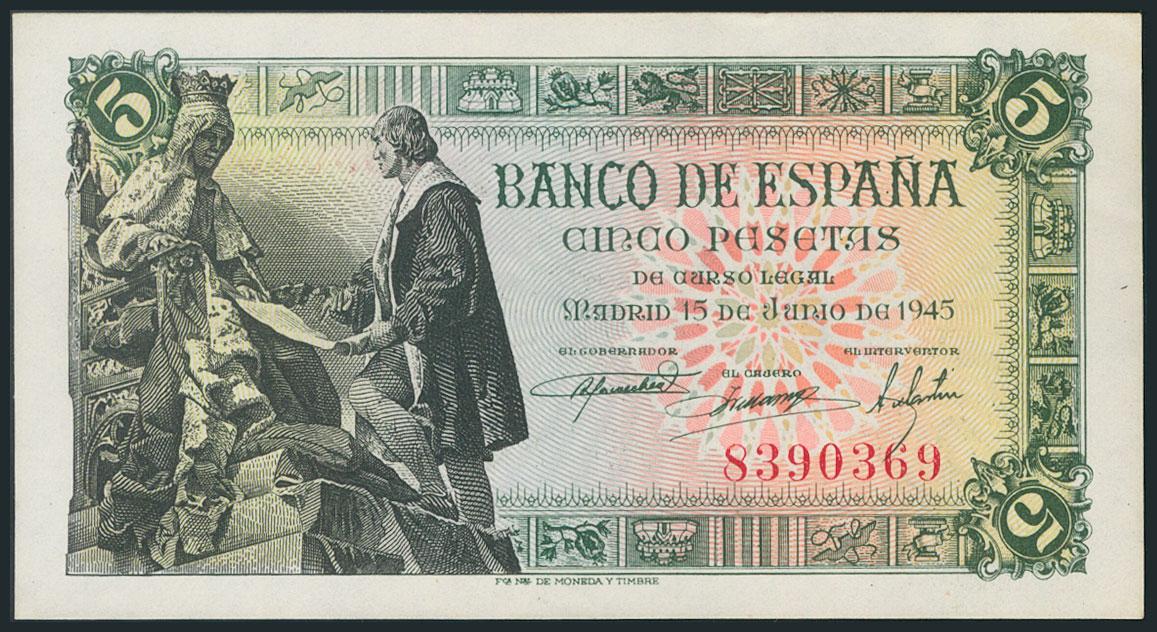 5 5
BANCO DE ESPAÑA
CINCO PESETAS
DE CURSO LEGAL
MADRID 15 DE JUNIO DE 1945
EL GOBERNADOR EL INTERVENTOR
EL CAJERO
8390369
5
FCA. NAL. DE MONEDA Y TIMBRE